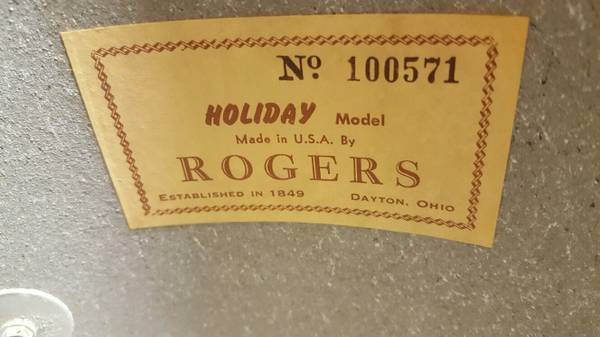 Nº 100571
HOLIDAY Model
Made in U.S.A. By
ROGERS
ESTABLISHED IN 1849 DAYTON, OHIO